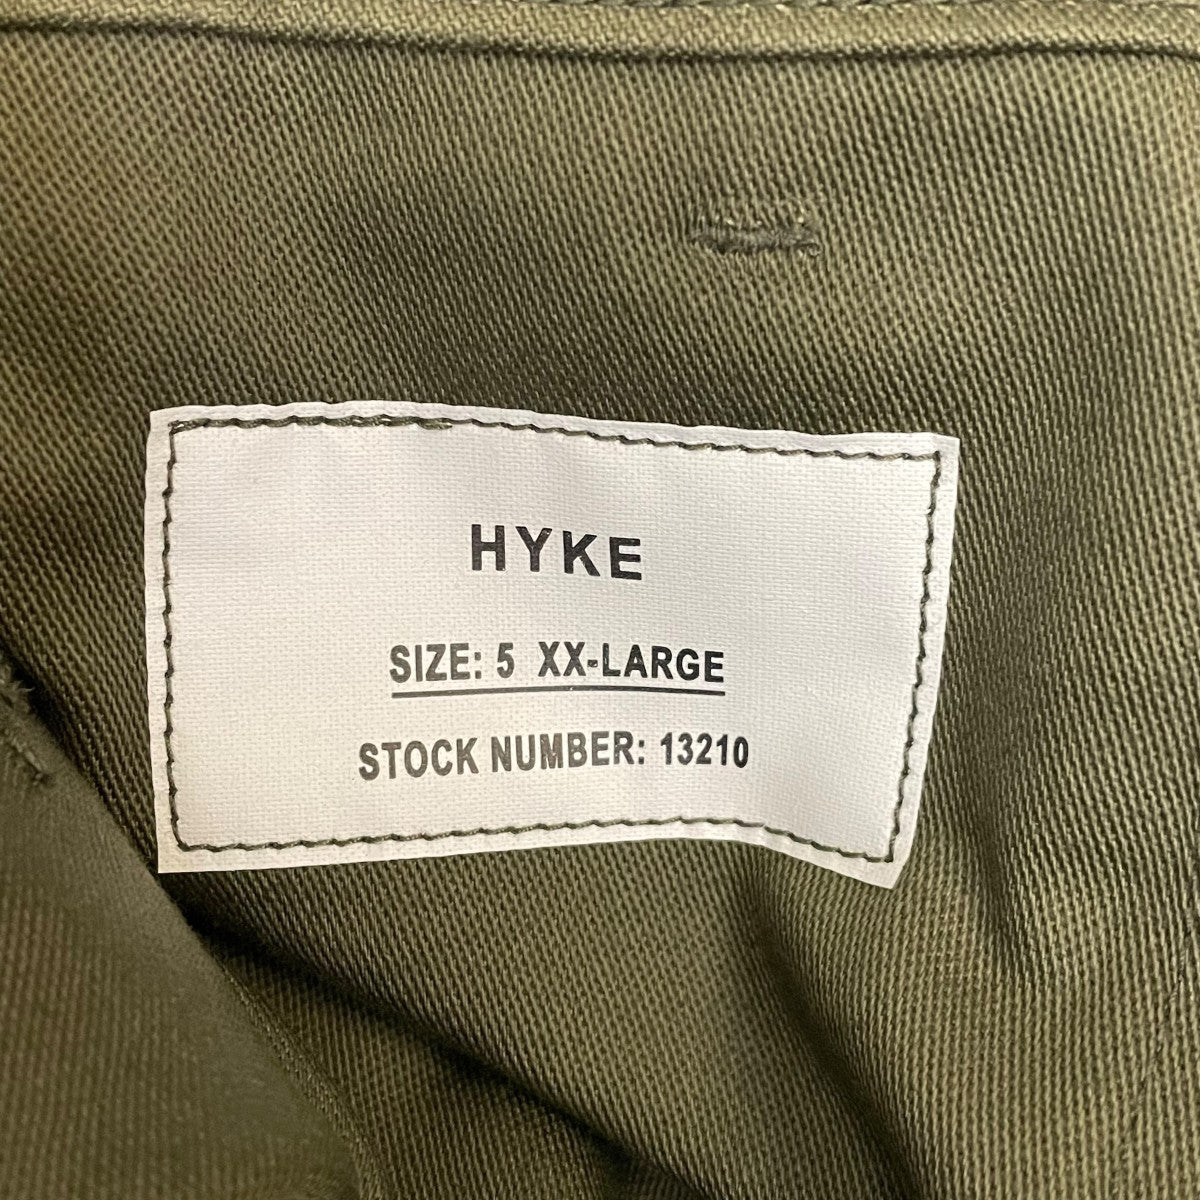 HYKE
SIZE: 5 XX-LARGE
STOCK NUMBER: 13210